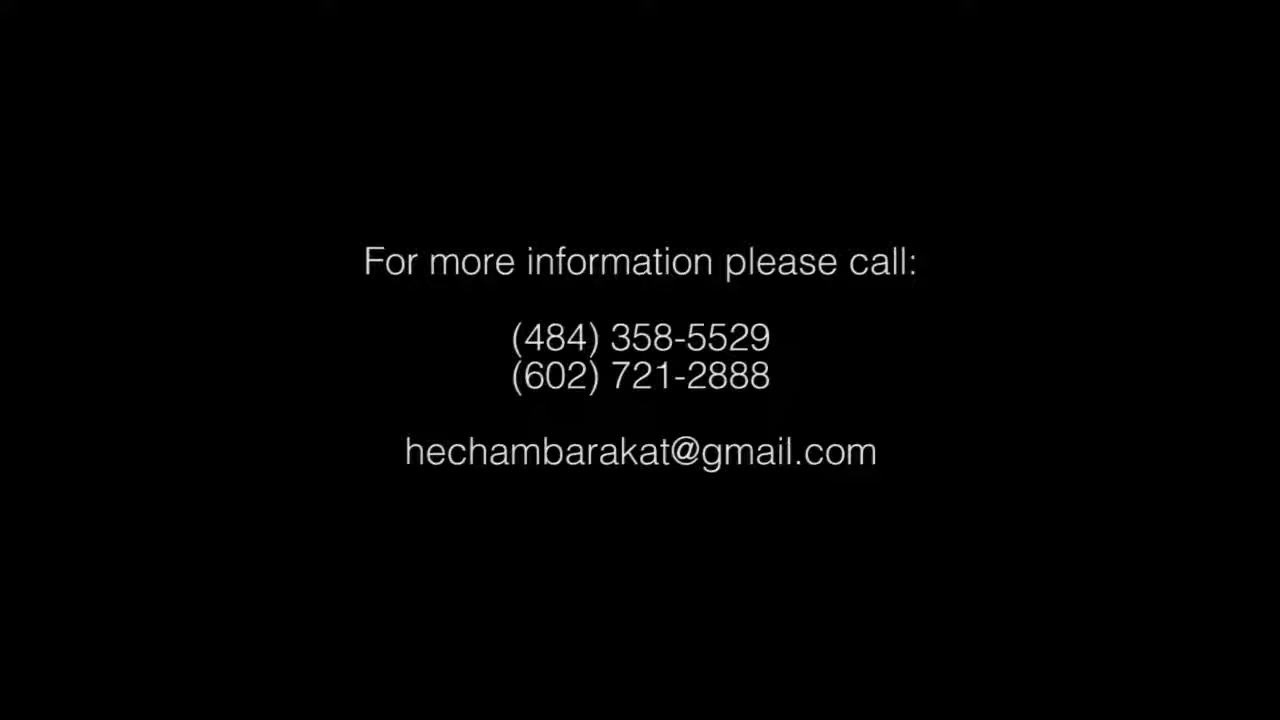 For more information please call:
(484) 358-5529
(602) 721-2888
hechambarakat@gmail.com